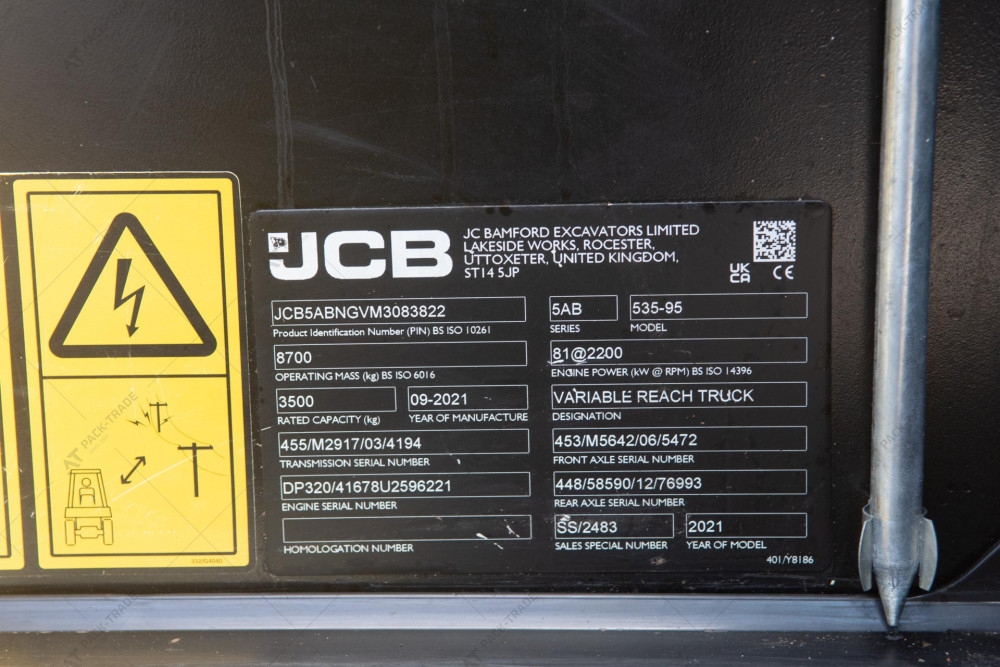 JCB
JC BAMFORD EXCAVATORS LIMITED
LAKESIDE WORKS, ROCESTER,
UTTOXETER, UNITED KINGDOM,
ST14 5JP
UK
CA CE
JCB5ABNGVM3083822
Product Identification Number (PIN) BS ISO 10261
5AB
SERIES
535-95
MODEL
8700
OPERATING MASS (kg) BS ISO 6016
81@2200
ENGINE POWER (kW @ RPM) BS ISO 14396
3500
RATED CAPACITY (kg)
09-2021
YEAR OF MANUFACTURE
VARIABLE REACH TRUCK
DESIGNATION
455/M2917/03/4194
TRANSMISSION SERIAL NUMBER
453/M5642/06/5472
FRONT AXLE SERIAL NUMBER
DP320/41678U2596221
ENGINE SERIAL NUMBER
448/58590/12/76993
REAR AXLE SERIAL NUMBER
HOMOLOGATION NUMBER
SS/2483
SALES SPECIAL NUMBER
2021
YEAR OF MODEL
401/Y8186
AT PACK-TRADE